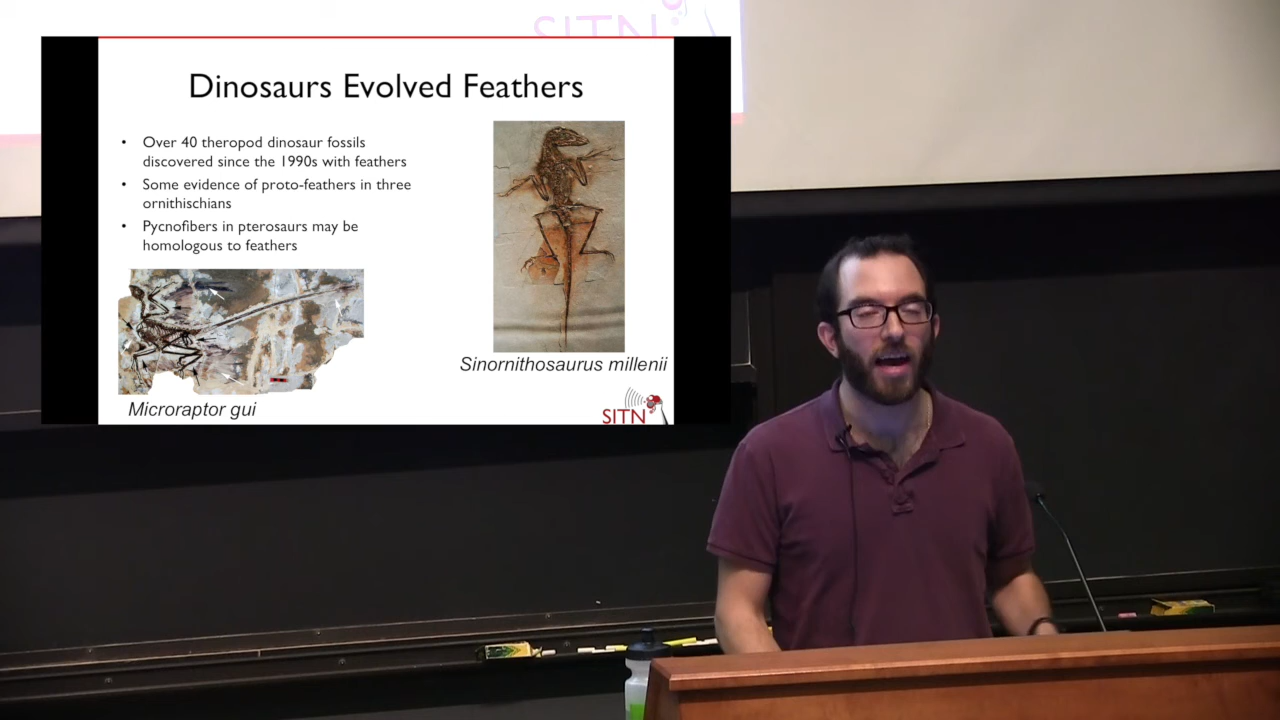 SITN
Dinosaurs Evolved Feathers
• Over 40 theropod dinosaur fossils
discovered since the 1990s with feathers
• Some evidence of proto-feathers in three
ornithischians
• Pycnofibers in pterosaurs may be
homologous to feathers
Sinornithosaurus millenii
Microraptor gui
SITN